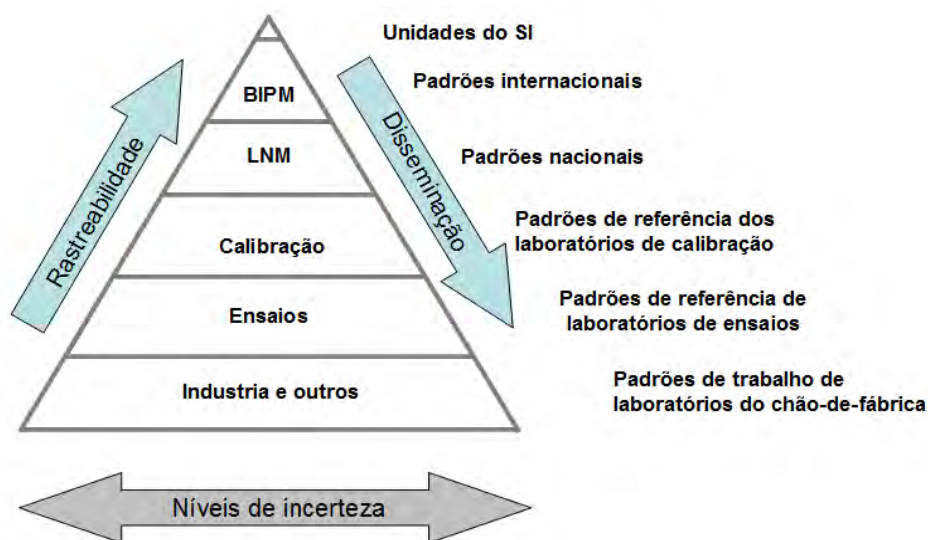 Unidades do SI
BIPM
Padrões internacionais
LNM
Padrões nacionais
Rastreabilidade
Disseminação
Calibração
Padrões de referência dos
laboratórios de calibração
Ensaios
Padrões de referência de
laboratórios de ensaios
Industria e outros
Padrões de trabalho de
laboratórios do chão-de-fábrica
Níveis de incerteza